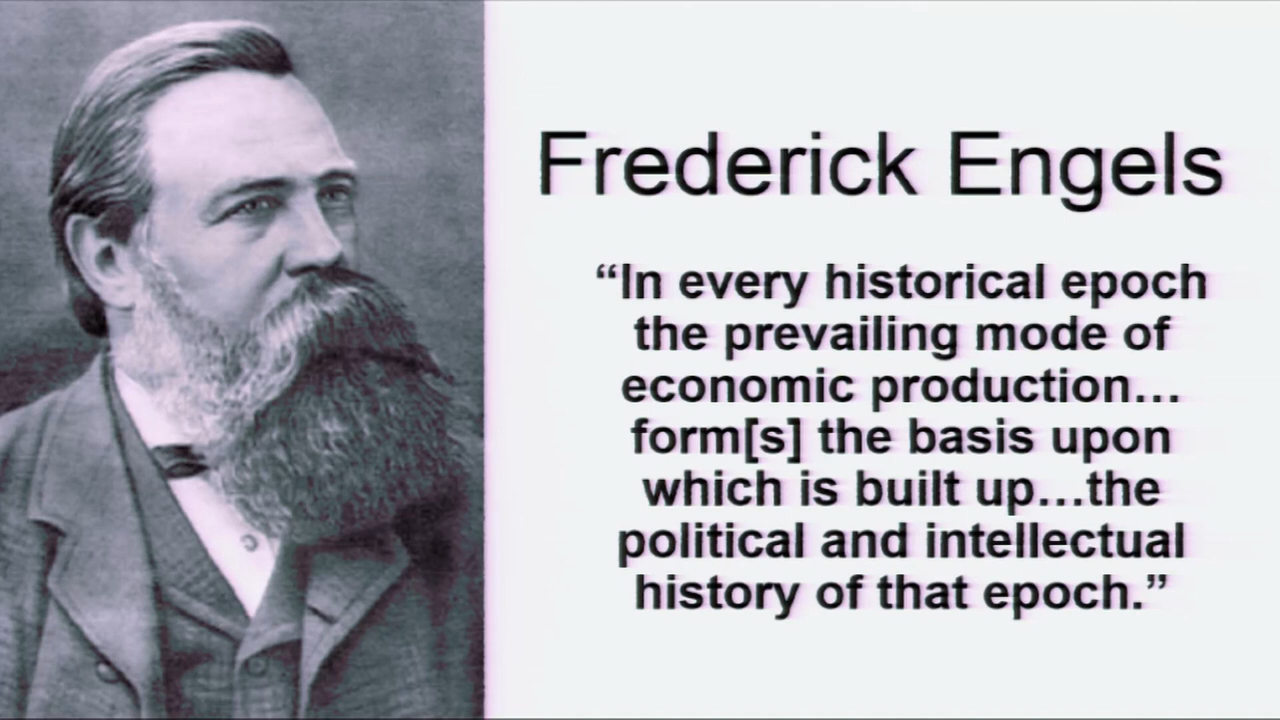 Frederick Engels
“In every historical epoch
the prevailing mode of
economic production…
form[s] the basis upon
which is built up…the
political and intellectual
history of that epoch.”